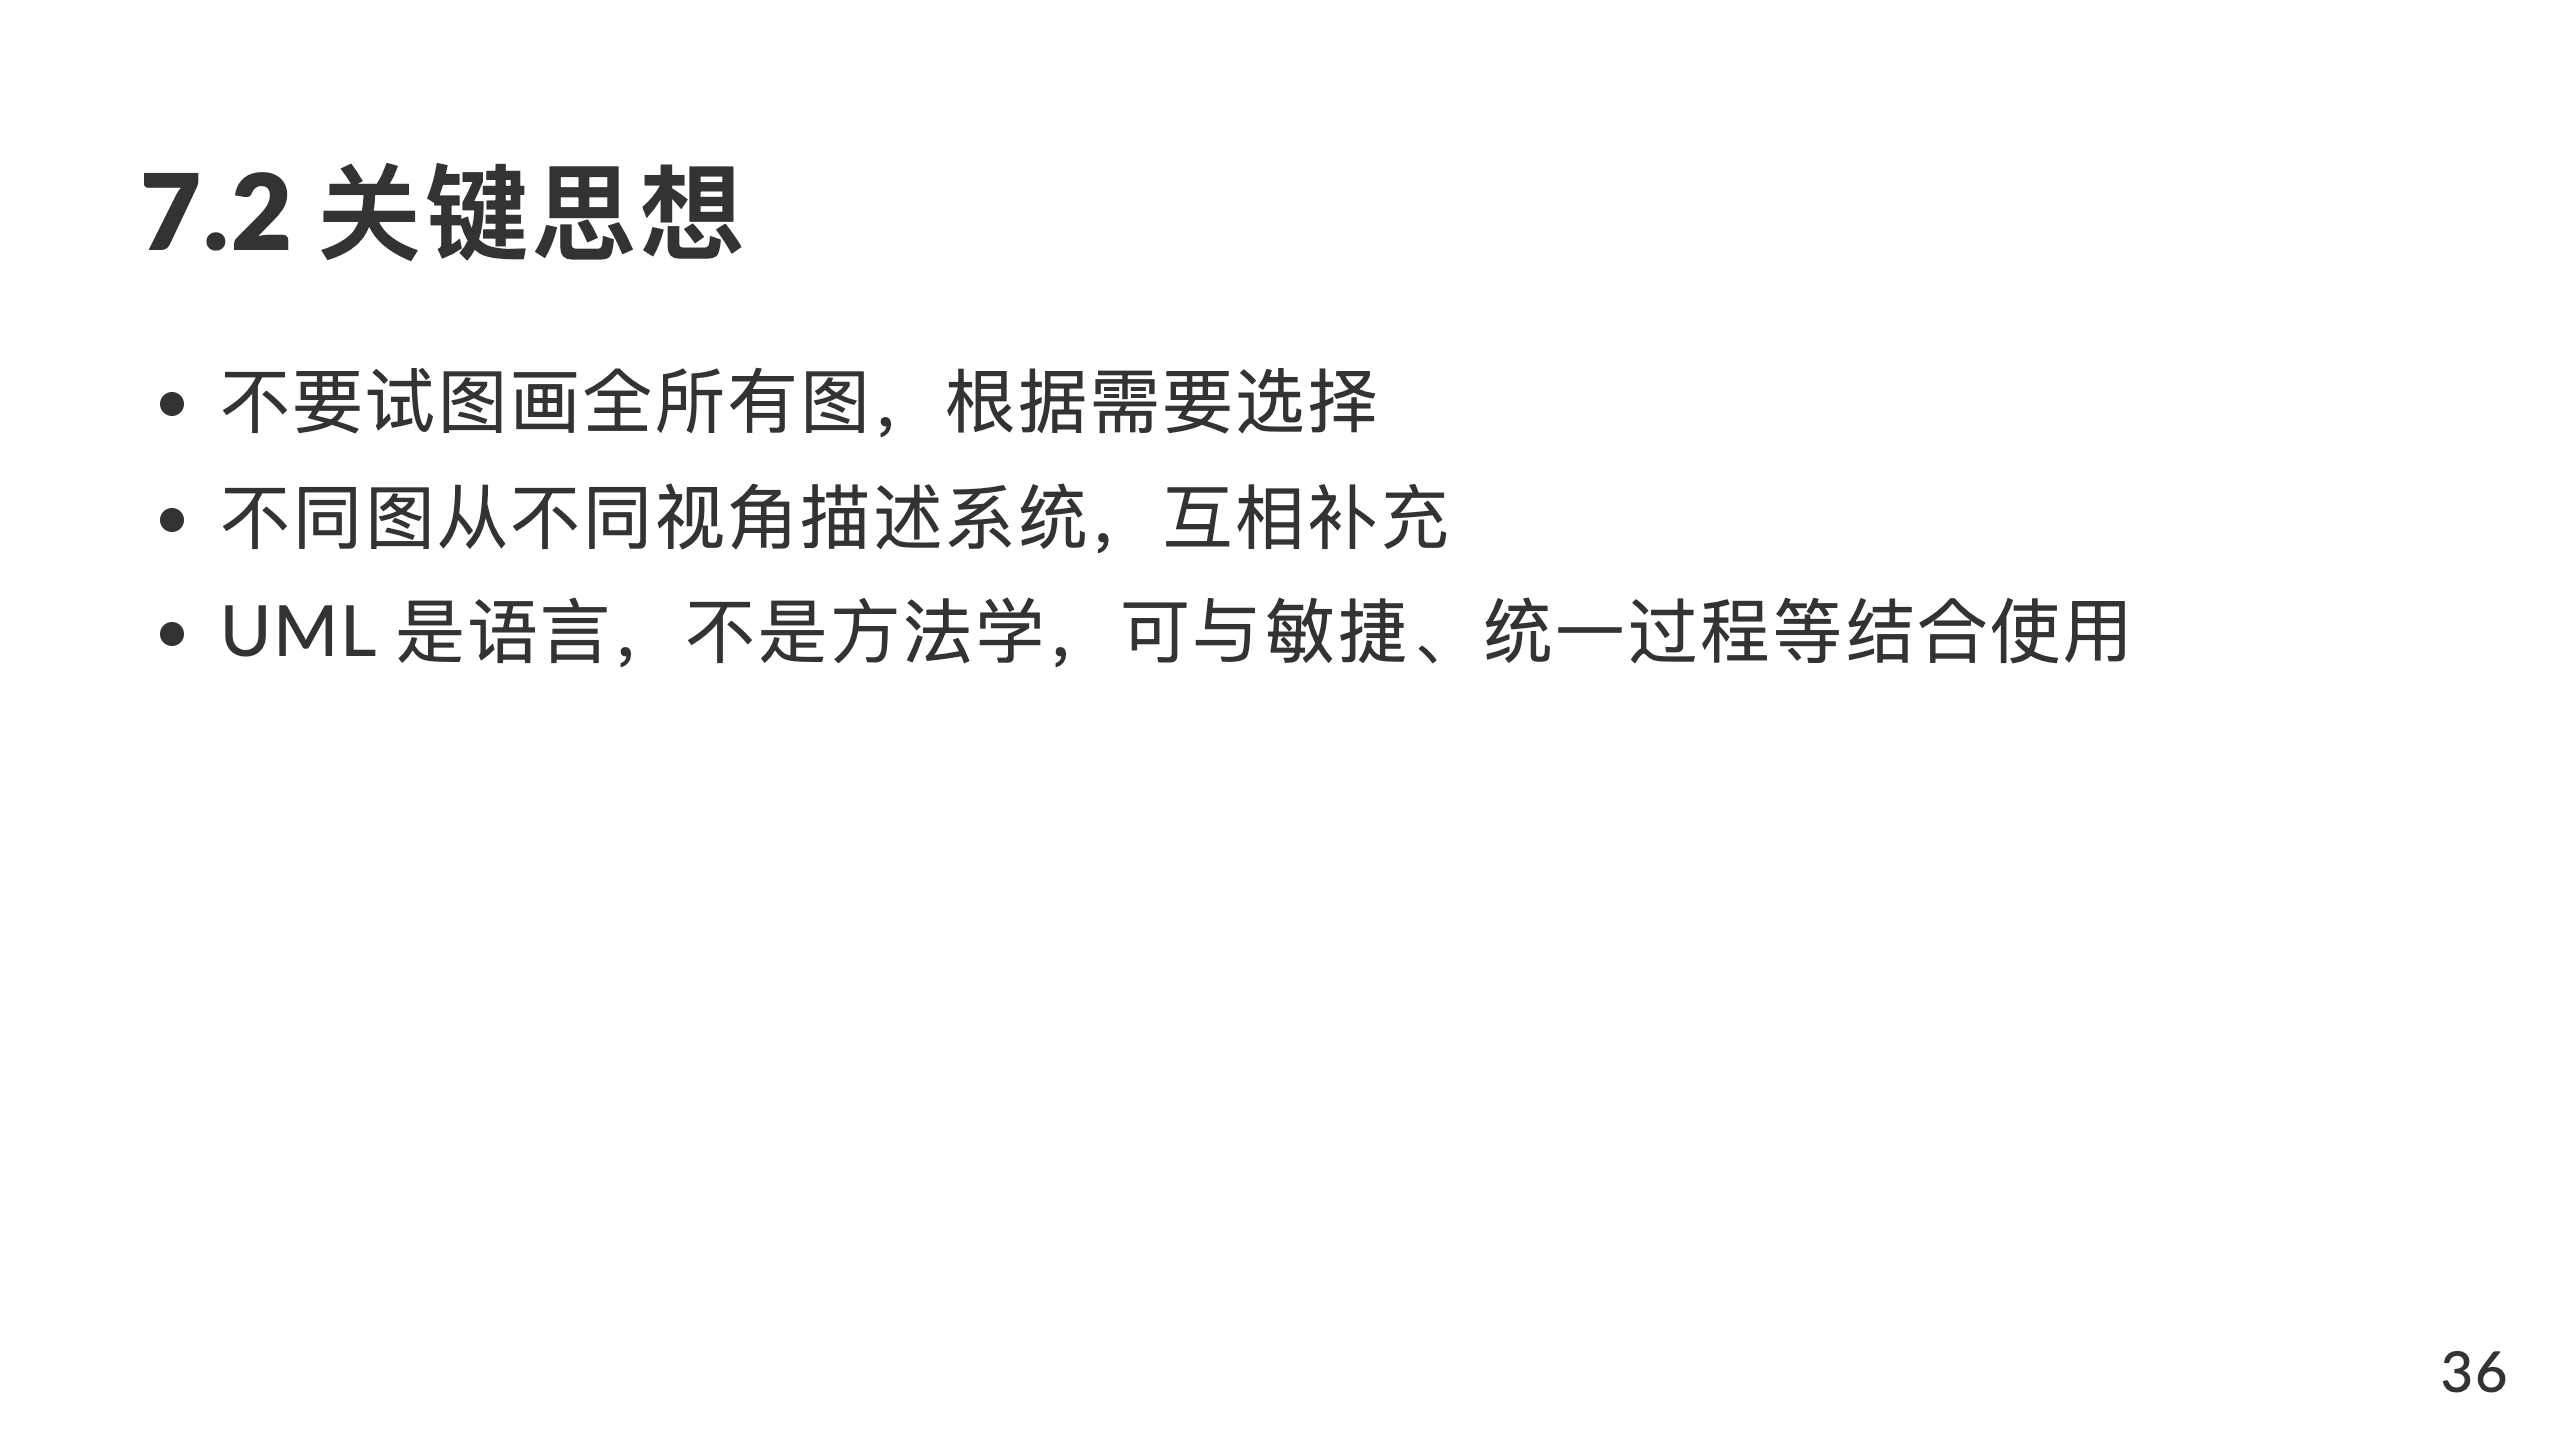 7.2 关键思想
• 不要试图画全所有图，根据需要选择
• 不同图从不同视角描述系统，互相补充
• UML 是语言，不是方法学，可与敏捷、统一过程等结合使用
36